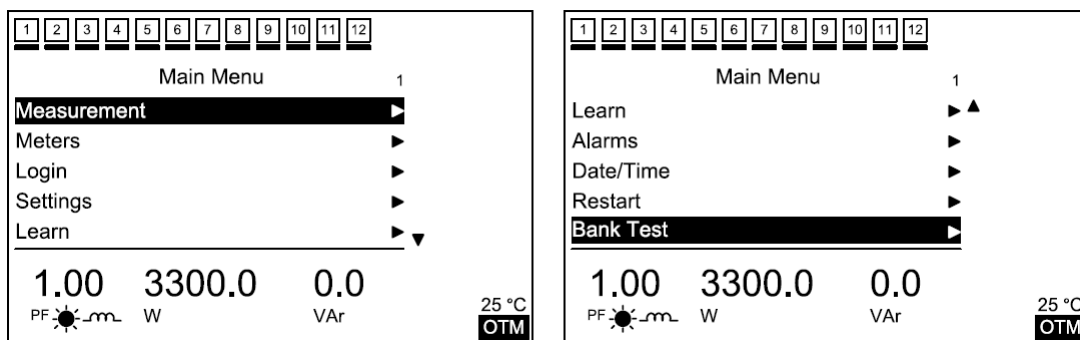 1 2 3 4 5 6 7 8 9 10 11 12
Main Menu 1
Measurement
Meters
Login
Settings
Learn
1.00 3300.0 0.0
PF W VAr
25 °C
OTM
1 2 3 4 5 6 7 8 9 10 11 12
Main Menu 1
Learn
Alarms
Date/Time
Restart
Bank Test
1.00 3300.0 0.0
PF W VAr
25 °C
OTM